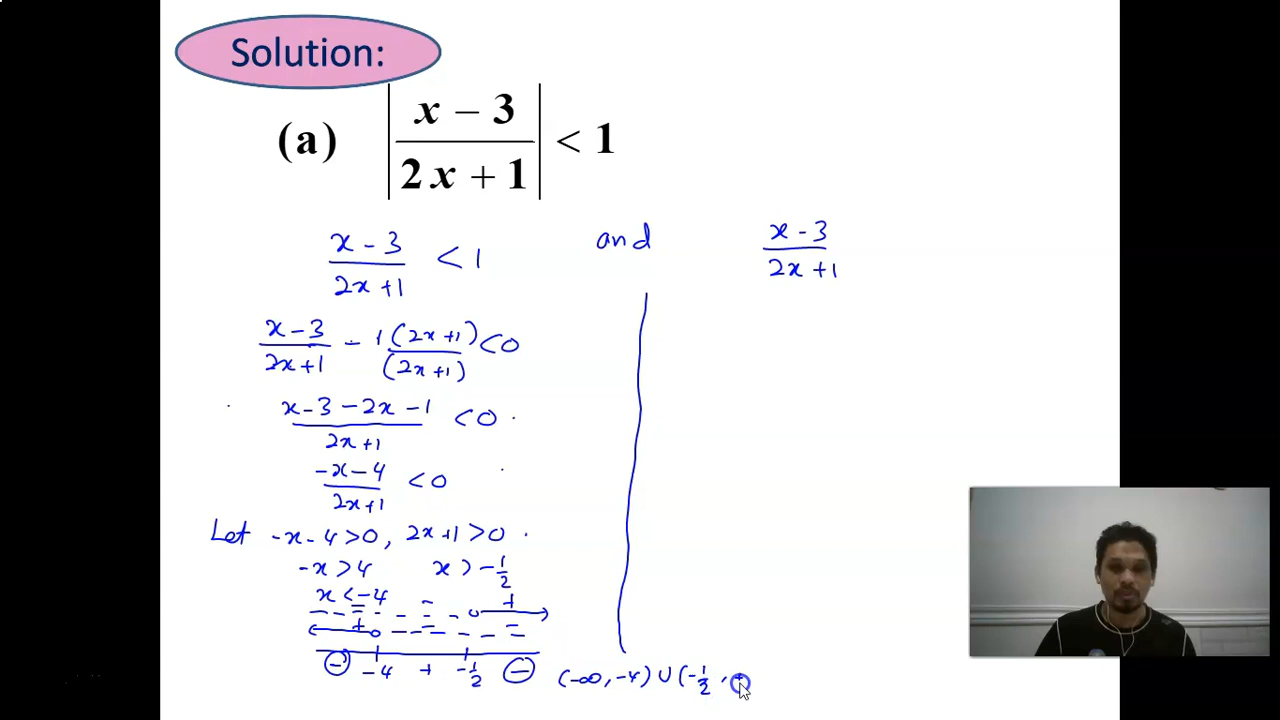 Solution:
(a) |x − 3 / 2x + 1| < 1
x - 3 / 2x + 1 < 1 and x - 3 / 2x + 1
x - 3 / 2x + 1 - 1(2x + 1) / (2x + 1) < 0
x - 3 - 2x - 1 / 2x + 1 < 0
-x - 4 / 2x + 1 < 0
Let -x - 4 > 0, 2x + 1 > 0
-x > 4 x > -1/2
x < -4
- +
+ -
- -4 + -1/2 - (-∞, -4) ∪ (-1/2,